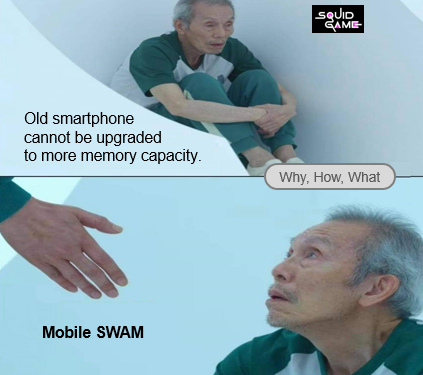 SQUID
GAME
Old smartphone
cannot be upgraded
to more memory capacity.
Why, How, What
Mobile SWAM